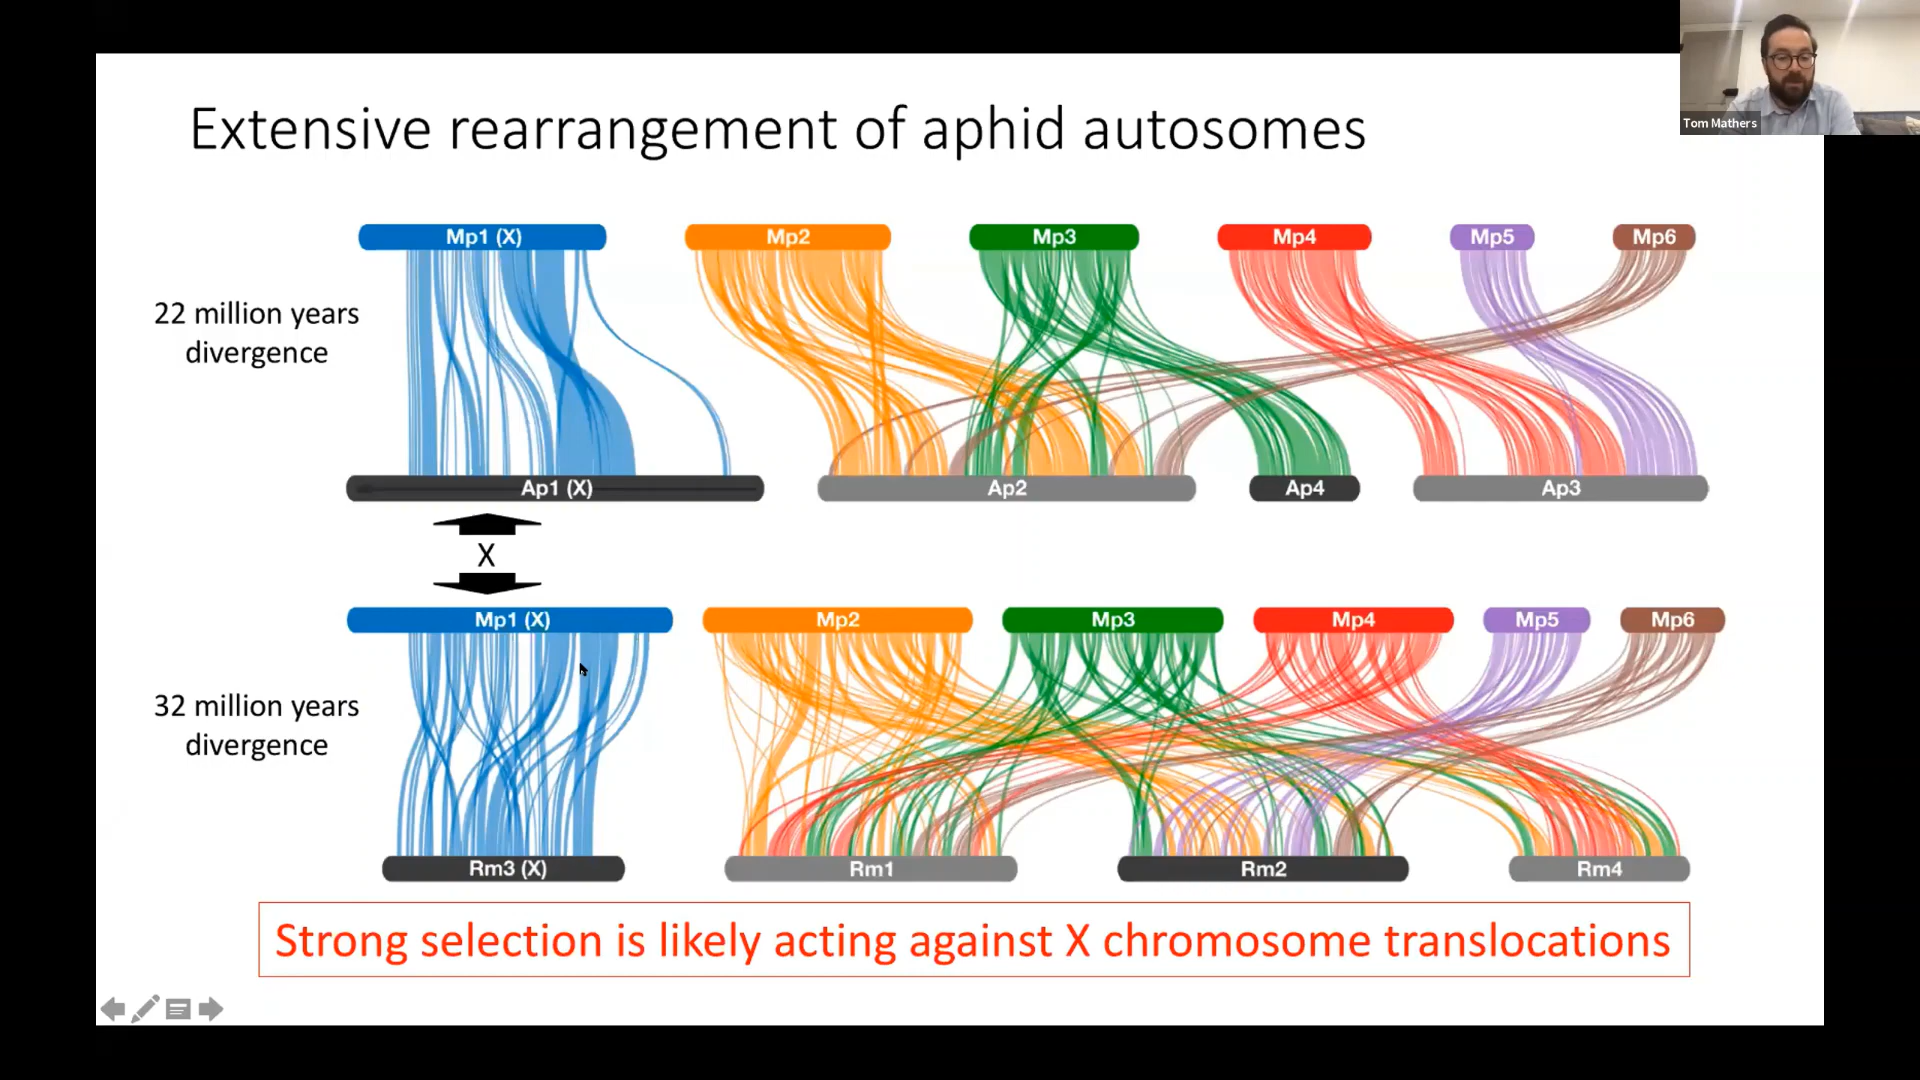 Tom Mathers
Extensive rearrangement of aphid autosomes
Mp1 (X) Mp2 Mp3 Mp4 Mp5 Mp6
22 million years
divergence
Ap1 (X) Ap2 Ap4 Ap3
X
Mp1 (X) Mp2 Mp3 Mp4 Mp5 Mp6
32 million years
divergence
Rm3 (X) Rm1 Rm2 Rm4
Strong selection is likely acting against X chromosome translocations